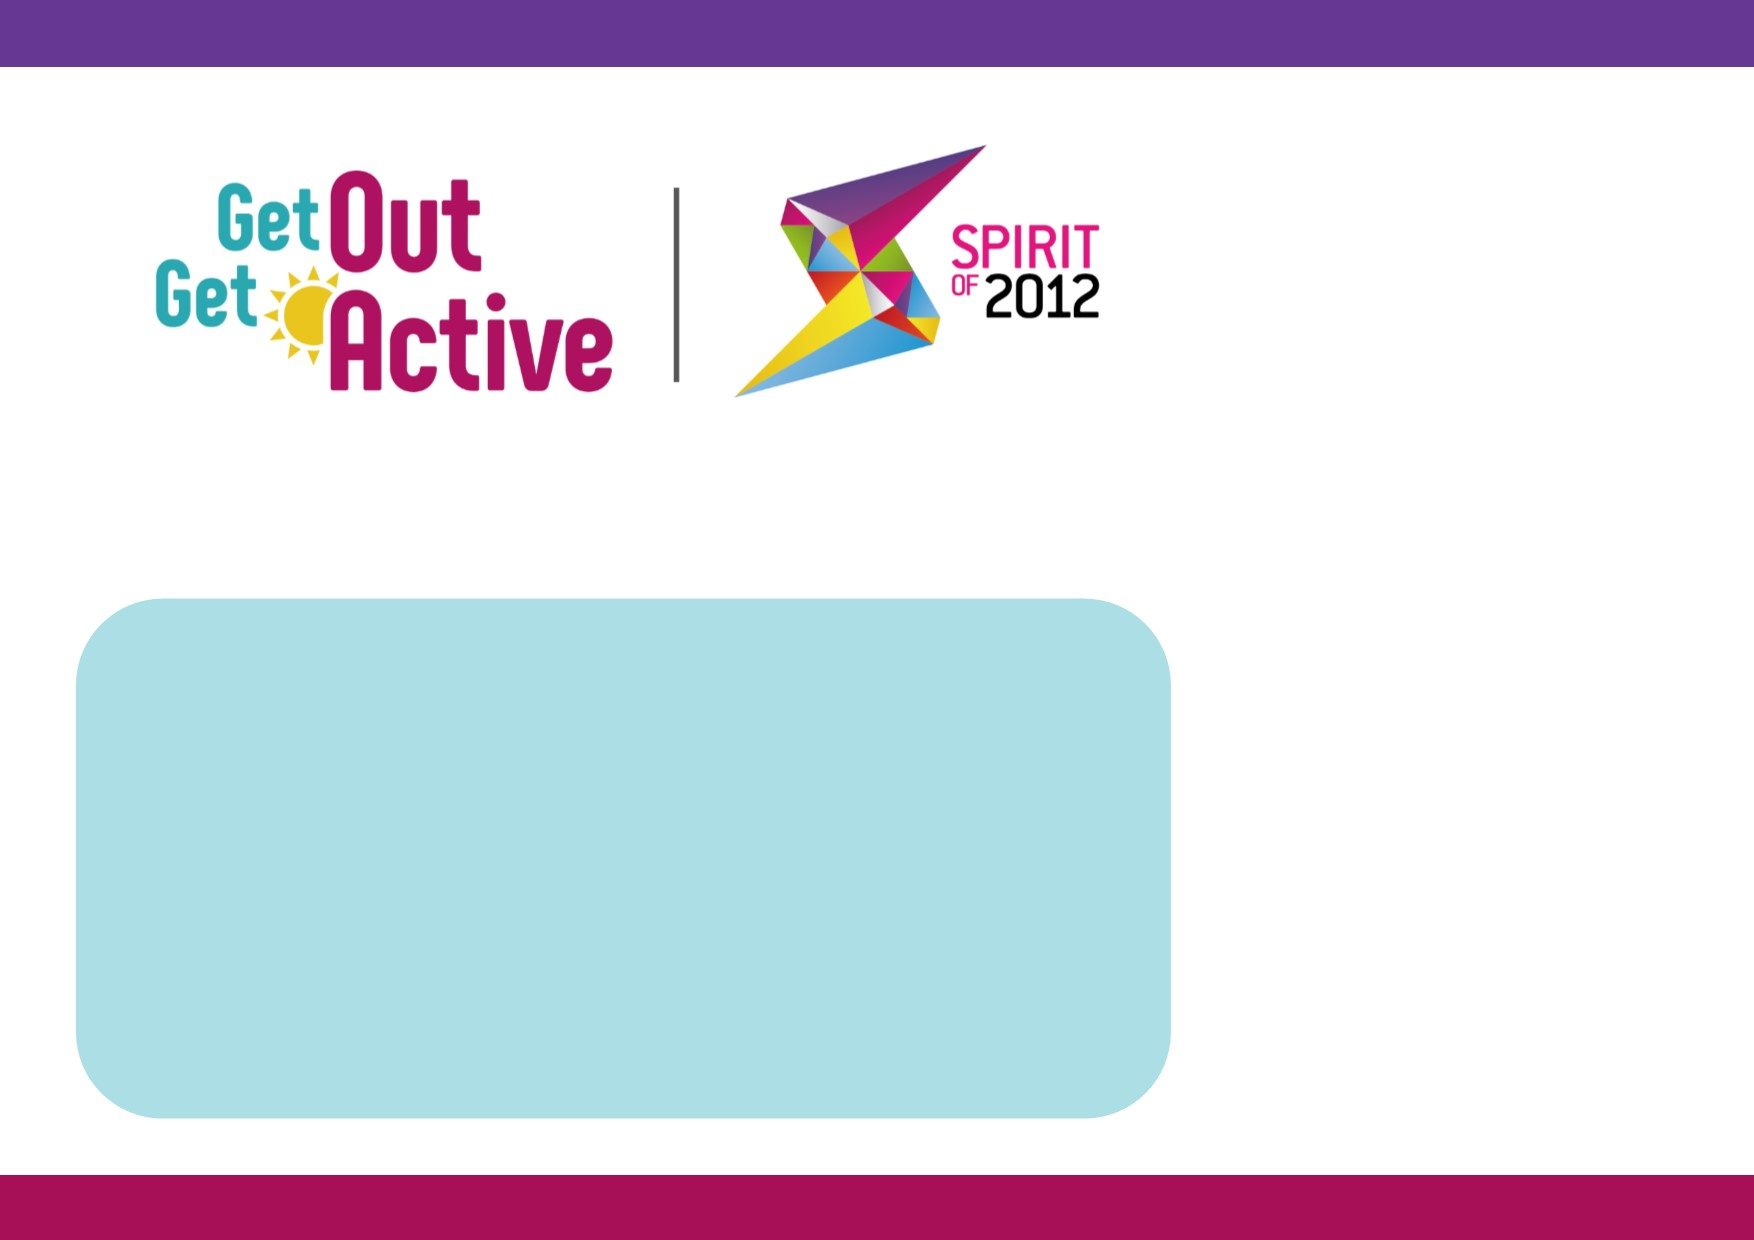 Get Out
Get Active
SPIRIT
OF 2012